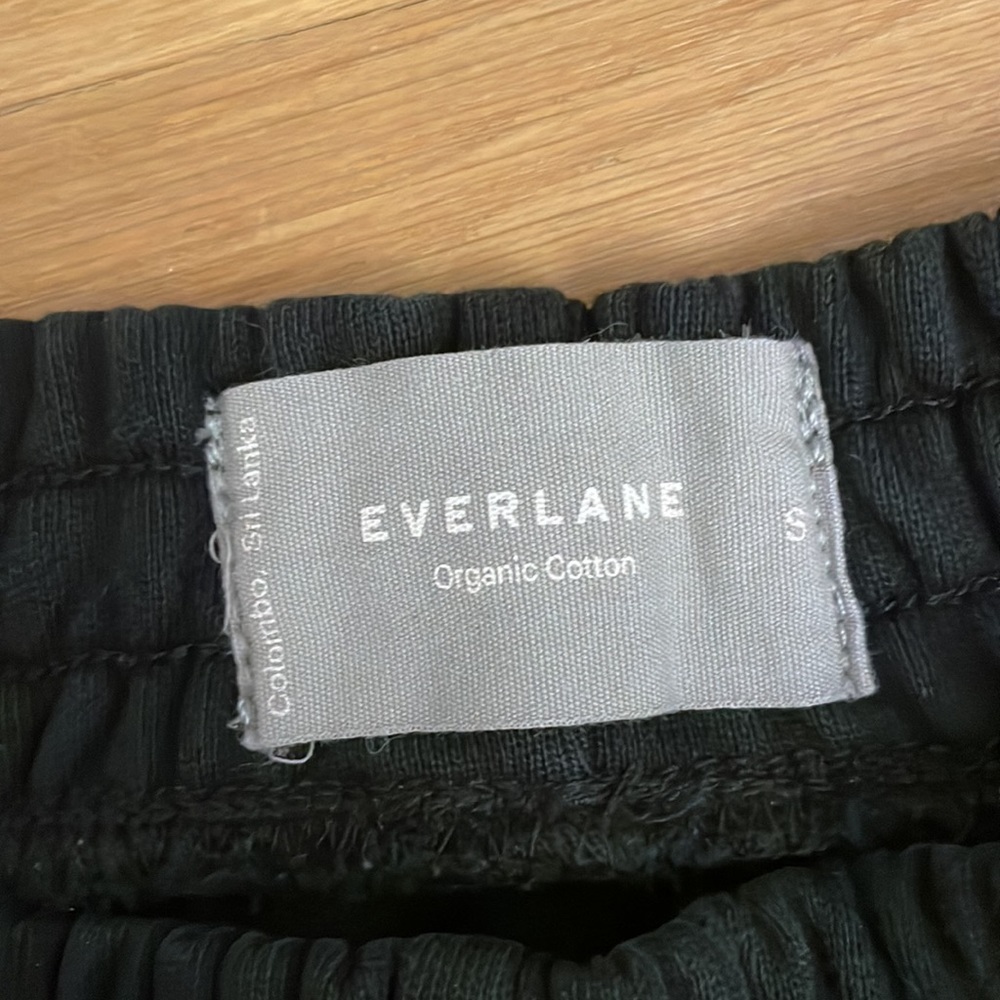 EVERLANE
Organic Cotton
S
Colombo, Sri Lanka